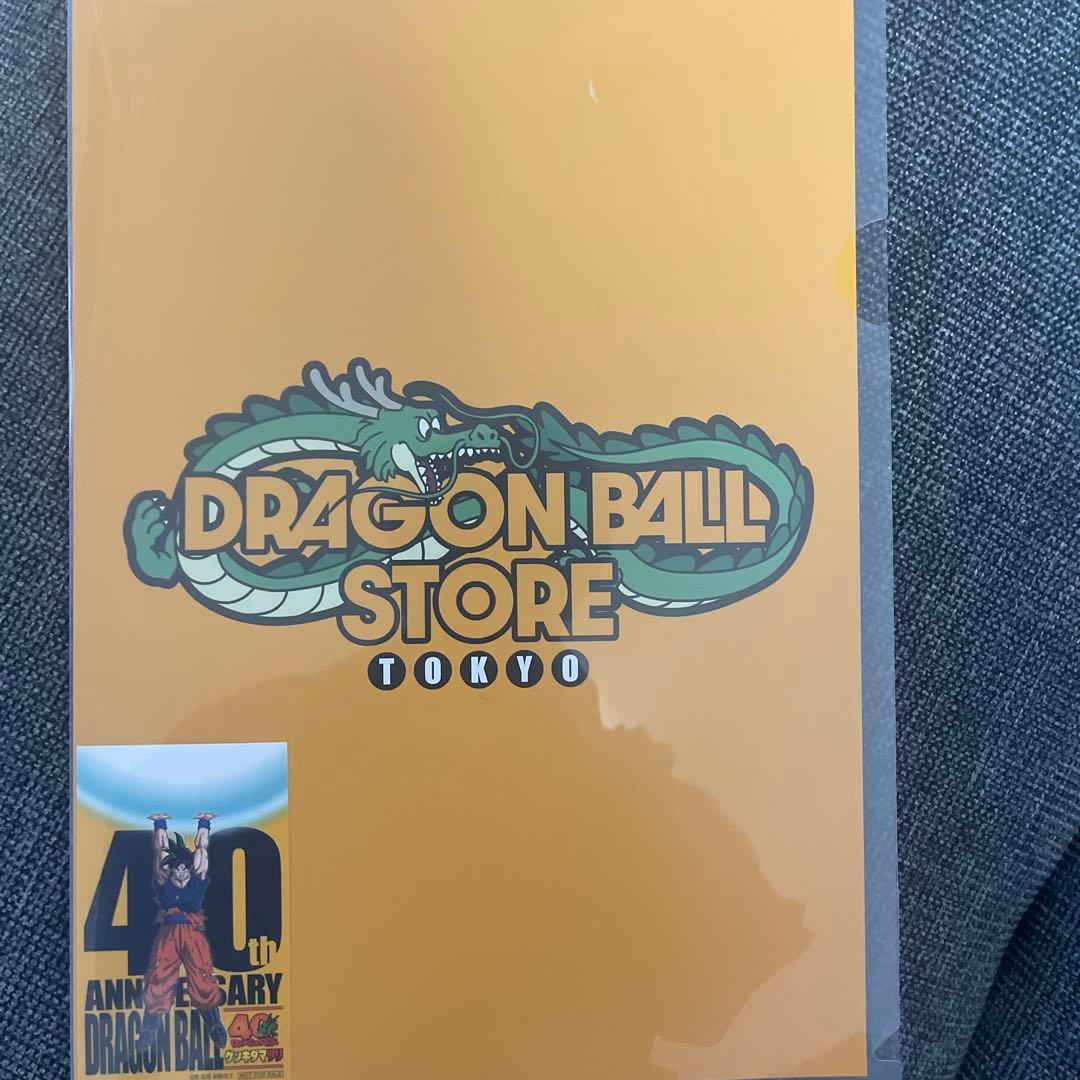 DRAGON BALL
STORE
TOKYO
40th
ANNIVERSARY
DRAGON BALL
40
NOT FOR SALE